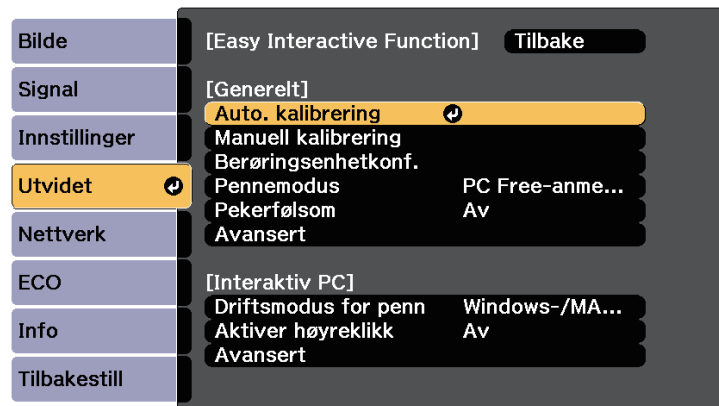 Bilde
Signal
Innstillinger
Utvidet
Nettverk
ECO
Info
Tilbakestill
[Easy Interactive Function] Tilbake
[Generelt]
Auto. kalibrering
Manuell kalibrering
Berøringsenhetkonf.
Pennemodus PC Free-anme...
Pekerfølsom Av
Avansert
[Interaktiv PC]
Driftsmodus for penn Windows-/MA...
Aktiver høyreklikk Av
Avansert